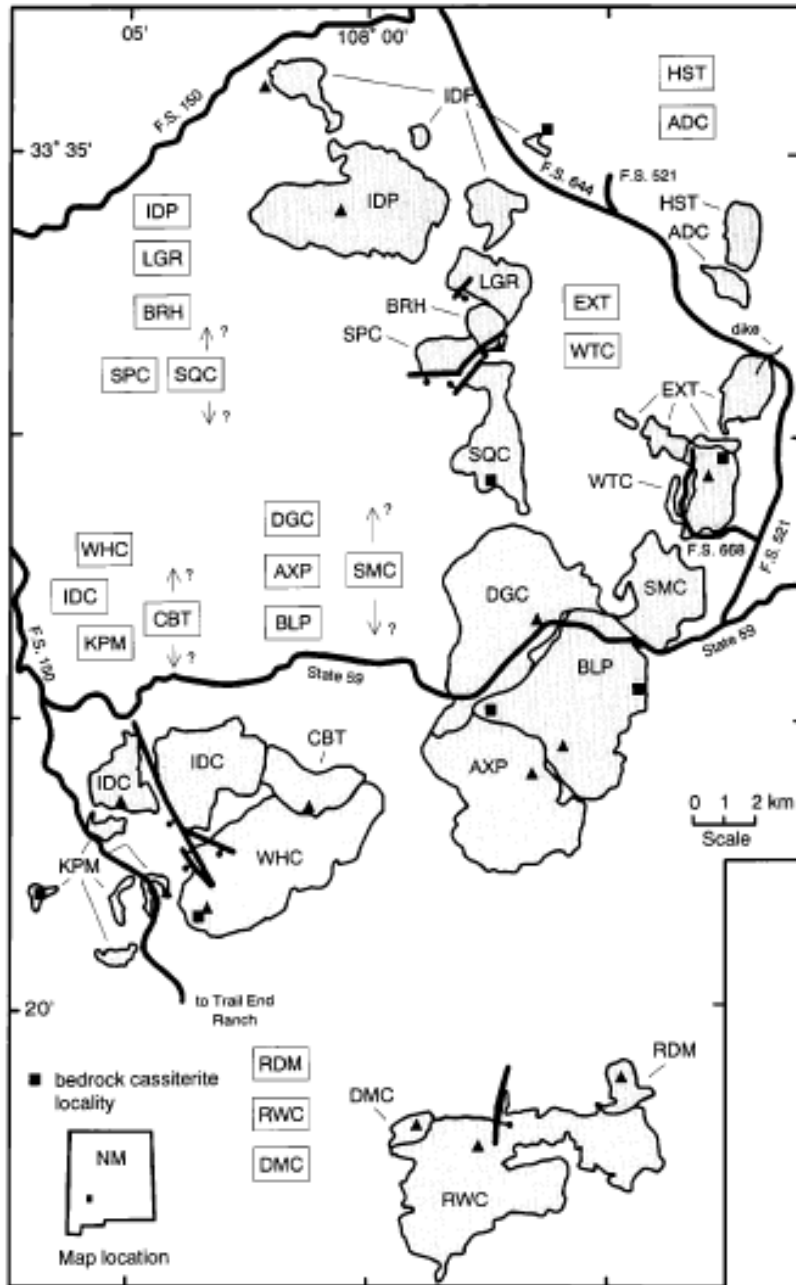 05'
108° 00'
F.S. 150
IDP
HST
ADC
33° 35'
F.S. 644
F.S. 521
IDP
IDP
HST
ADC
LGR
LGR
BRH
BRH
SPC
EXT
WTC
dike
?
SPC
SQC
?
EXT
SQC
WTC
DGC
?
F.S. 668
F.S. 521
WHC
AXP
SMC
DGC
SMC
?
IDC
CBT
KPM
BLP
?
?
F.S. 150
State 59
State 59
BLP
CBT
IDC
IDC
AXP
0 1 2 km
Scale
KPM
WHC
to Trail End
Ranch
20'
bedrock cassiterite
locality
RDM
RDM
RWC
DMC
DMC
NM
RWC
Map location